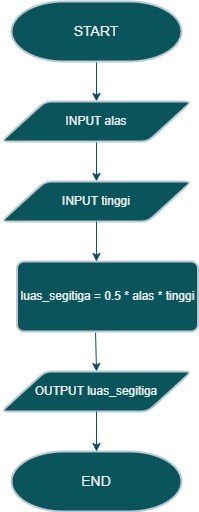 START
INPUT alas
INPUT tinggi
luas_segitiga = 0.5 * alas * tinggi
OUTPUT luas_segitiga
END